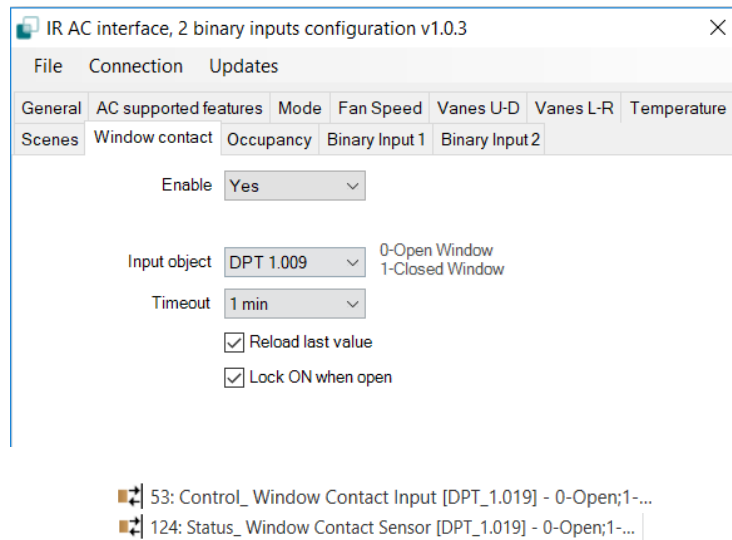 IR AC interface, 2 binary inputs configuration v1.0.3
File Connection Updates
General AC supported features Mode Fan Speed Vanes U-D Vanes L-R Temperature
Scenes Window contact Occupancy Binary Input 1 Binary Input 2
Enable Yes
Input object DPT 1.009 0-Open Window
1-Closed Window
Timeout 1 min
Reload last value
Lock ON when open
53: Control_ Window Contact Input [DPT_1.019] - 0-Open;1-...
124: Status_ Window Contact Sensor [DPT_1.019] - 0-Open;1-...